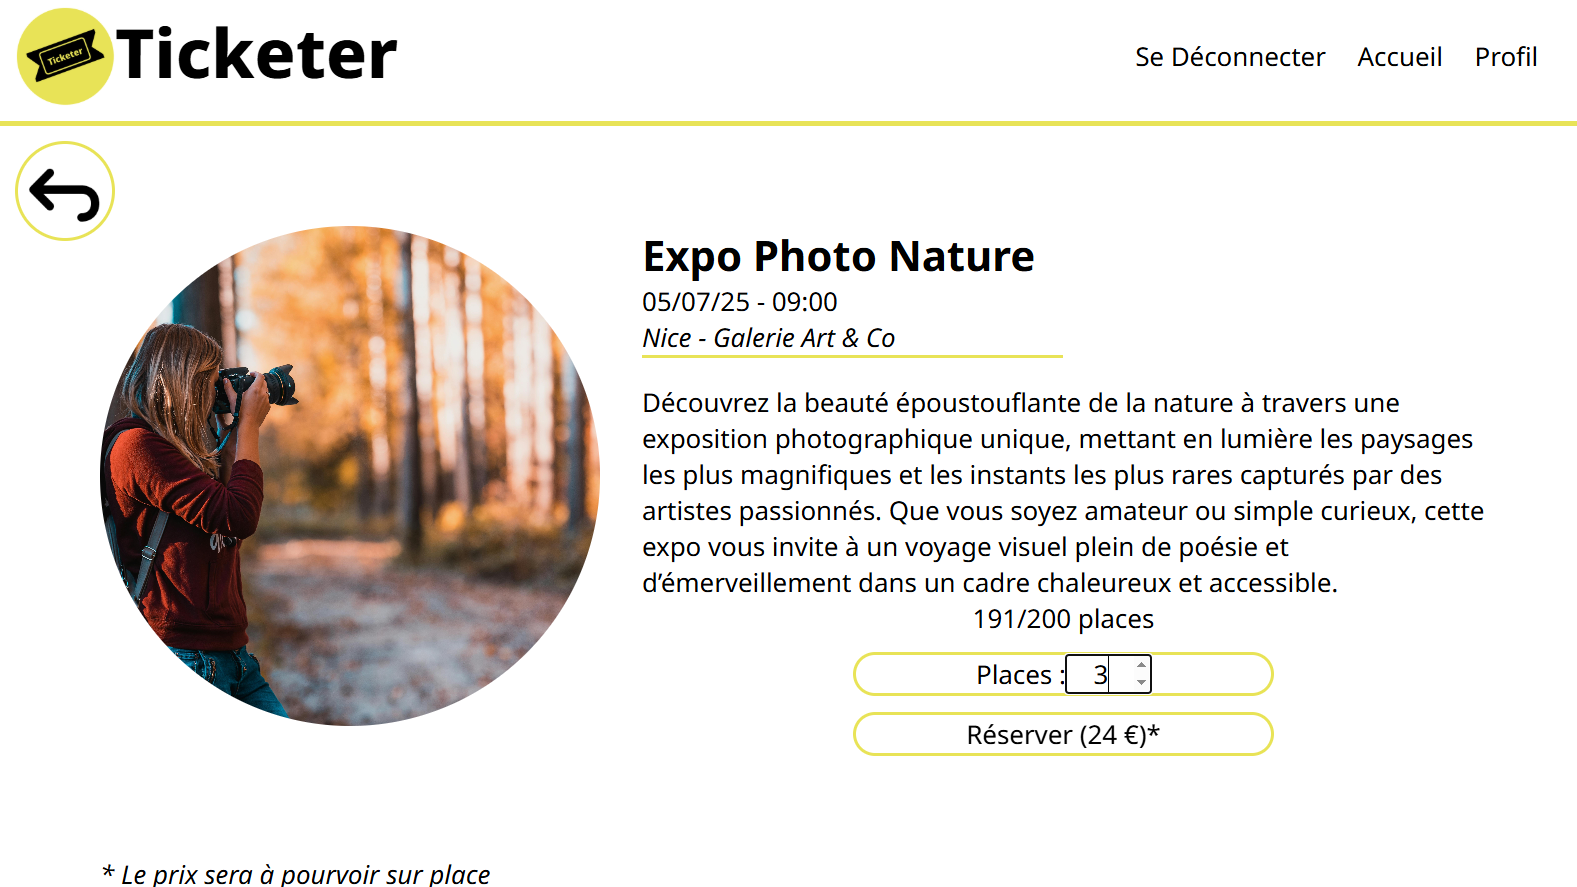 Ticketer
Ticketer
Se Déconnecter Accueil Profil
Expo Photo Nature
05/07/25 - 09:00
Nice - Galerie Art & Co
Découvrez la beauté époustouflante de la nature à travers une
exposition photographique unique, mettant en lumière les paysages
les plus magnifiques et les instants les plus rares capturés par des
artistes passionnés. Que vous soyez amateur ou simple curieux, cette
expo vous invite à un voyage visuel plein de poésie et
d’émerveillement dans un cadre chaleureux et accessible.
191/200 places
Places : 3
Réserver (24 €)*
* Le prix sera à pourvoir sur place